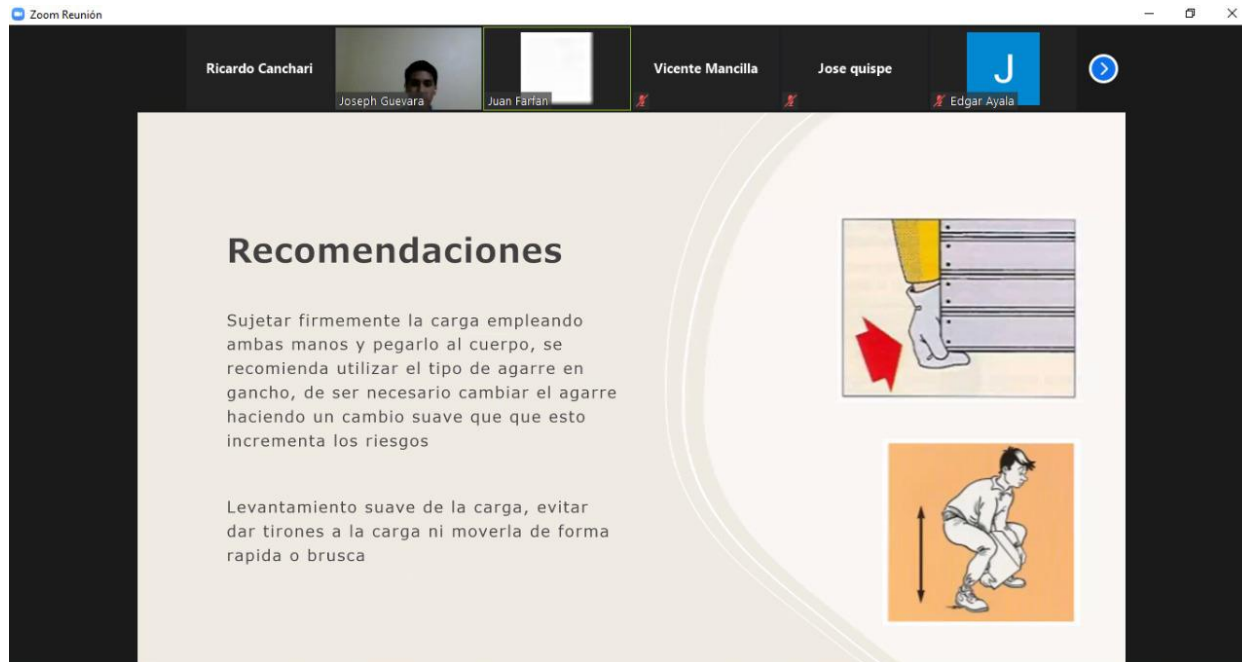 Zoom Reunión
Ricardo Canchari
Joseph Guevara
Juan Farfan
Vicente Mancilla
Jose quispe
J
Edgar Ayala
Recomendaciones
Sujetar firmemente la carga empleando
ambas manos y pegarlo al cuerpo, se
recomienda utilizar el tipo de agarre en
gancho, de ser necesario cambiar el agarre
haciendo un cambio suave que que esto
incrementa los riesgos
Levantamiento suave de la carga, evitar
dar tirones a la carga ni moverla de forma
rapida o brusca